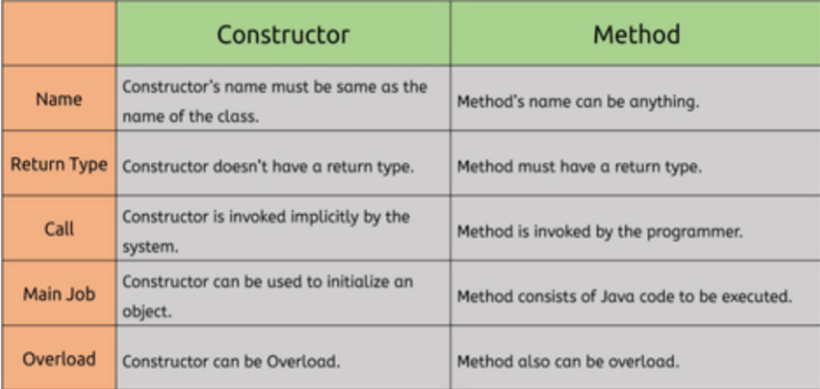 Constructor
Method
Name
Constructor's name must be same as the
name of the class.
Method's name can be anything.
Return Type
Constructor doesn't have a return type.
Method must have a return type.
Call
Constructor is invoked implicitly by the
system.
Method is invoked by the programmer.
Main Job
Constructor can be used to initialize an
object.
Method consists of Java code to be executed.
Overload
Constructor can be Overload.
Method also can be overload.